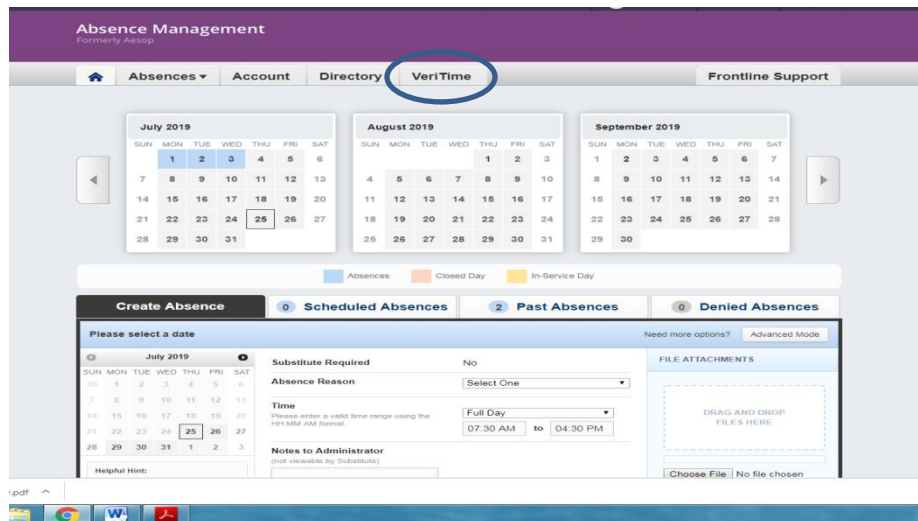 Absence Management
Formerly Aesop
Absences ▾ Account Directory VeriTime Frontline Support
July 2019 August 2019 September 2019
SUN MON TUE WED THU FRI SAT SUN MON TUE WED THU FRI SAT SUN MON TUE WED THU FRI SAT
1 2 3 4 5 6 1 2 3 1 2 3 4 5 6 7
7 8 9 10 11 12 13 4 5 6 7 8 9 10 8 9 10 11 12 13 14
14 15 16 17 18 19 20 11 12 13 14 15 16 17 15 16 17 18 19 20 21
21 22 23 24 25 26 27 18 19 20 21 22 23 24 22 23 24 25 26 27 28
28 29 30 31 25 26 27 28 29 30 31 29 30
Absences Closed Day In-Service Day
Create Absence 0 Scheduled Absences 2 Past Absences 0 Denied Absences
Please select a date Need more options? Advanced Mode
July 2019
SUN MON TUE WED THU FRI SAT
30 1 2 3 4 5 6
7 8 9 10 11 12 13
14 15 16 17 18 19 20
21 22 23 24 25 26 27
28 29 30 31 1 2 3
Helpful Hint:
Substitute Required No
Absence Reason Select One
Time
Please enter a valid time range using the
HH:MM AM format.
Full Day
07:30 AM to 04:30 PM
Notes to Administrator
(not viewable by Substitute)
FILE ATTACHMENTS
DRAG AND DROP
FILES HERE
Choose File No file chosen
.pdf